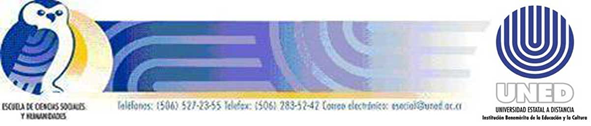 ESCUELA DE CIENCIAS SOCIALES
Y HUMANIDADES
Teléfonos: (506) 527-23-55 Telefax: (506) 283-52-42 Correo electrónico: esocial@uned.ac.cr
UNED
UNIVERSIDAD ESTATAL A DISTANCIA
Institución Benemérita de la Educación y la Cultura